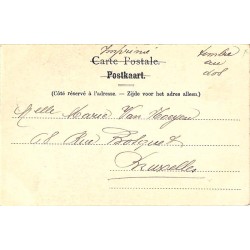 Imprimé
Timbre
au
dos
Carte Postale.
Postkaart.
(Côté réservé à l'adresse. — Zijde voor het adres alleen.)
Melle Marie Van
68 Rue
Bruxelles